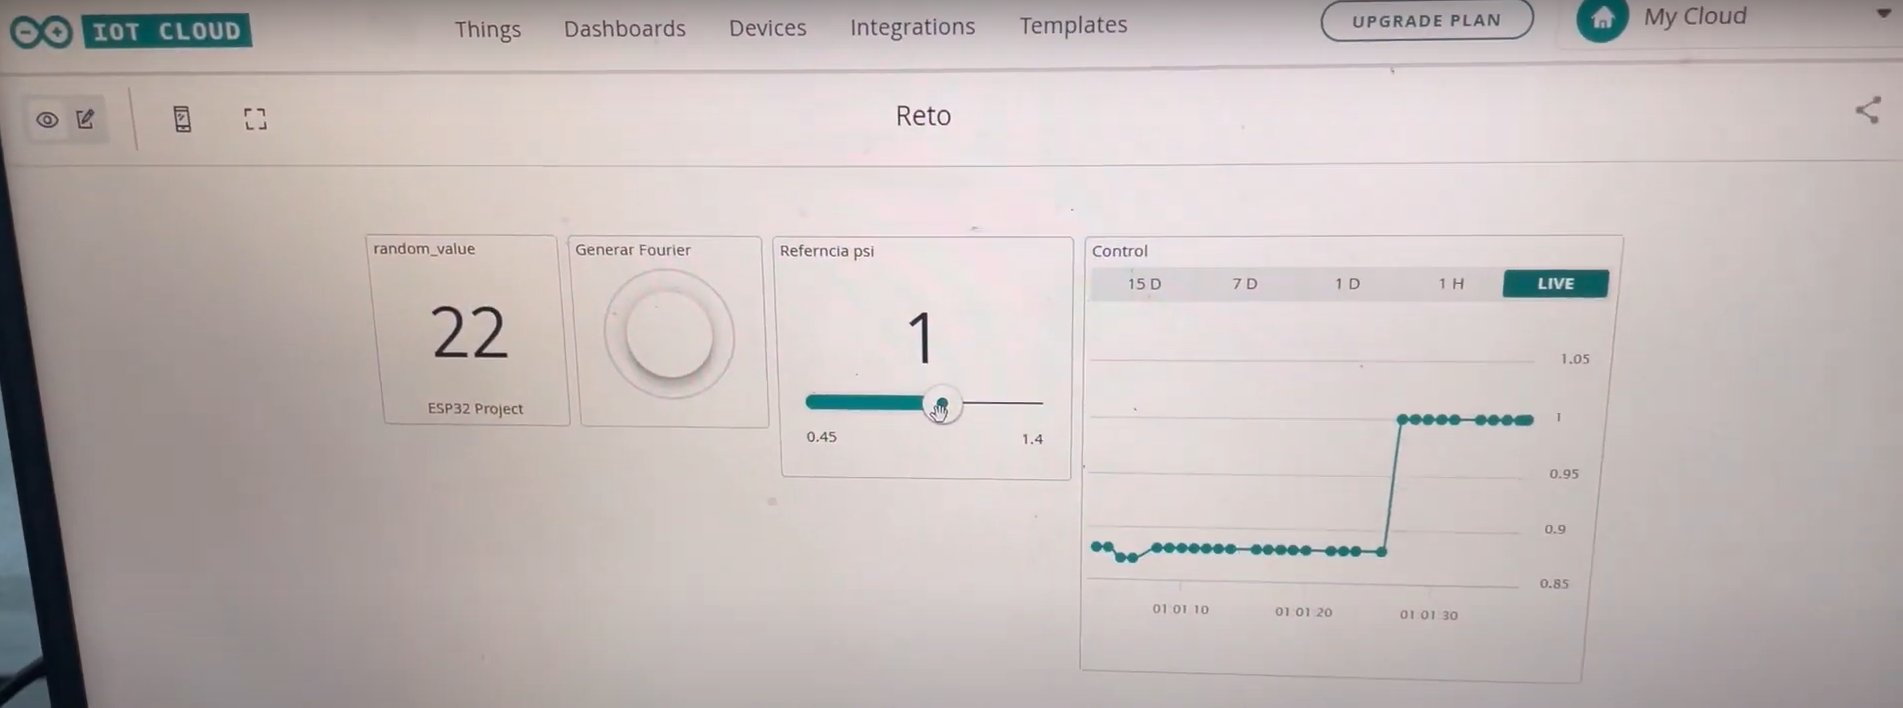 IOT CLOUD Things Dashboards Devices Integrations Templates UPGRADE PLAN My Cloud
Reto
random_value
22
ESP32 Project
Generar Fourier
Referncia psi
1
0.45 1.4
Control
15 D 7 D 1 D 1 H LIVE
1.05
1
0.95
0.9
0.85
01 01 10 01 01 20 01 01 30